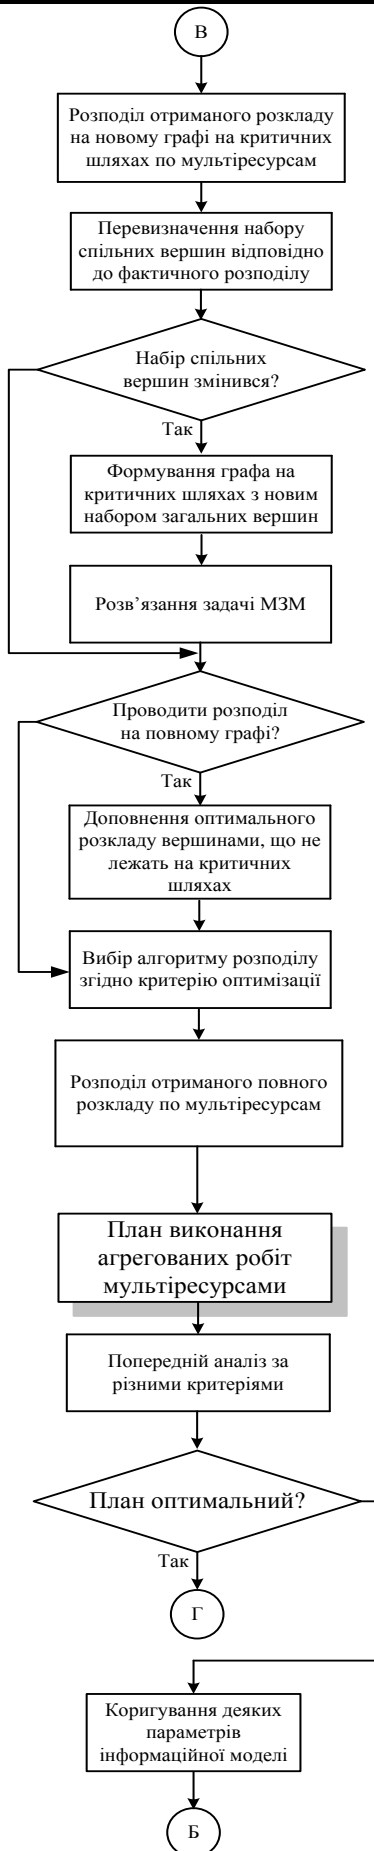 В
Розподіл отриманого розкладу
на новому графі на критичних
шляхах по мультіресурсам
Перевизначення набору
спільних вершин відповідно
до фактичного розподілу
Набір спільних
вершин змінився?
Так
Формування графа на
критичних шляхах з новим
набором загальних вершин
Розв’язання задачі МЗМ
Проводити розподіл
на повному графі?
Так
Доповнення оптимального
розкладу вершинами, що не
лежать на критичних
шляхах
Вибір алгоритму розподілу
згідно критерію оптимізації
Розподіл отриманого повного
розкладу по мультіресурсам
План виконання
агрегованих робіт
мультіресурсами
Попередній аналіз за
різними критеріями
План оптимальний?
Так
Г
Коригування деяких
параметрів
інформаційної моделі
Б